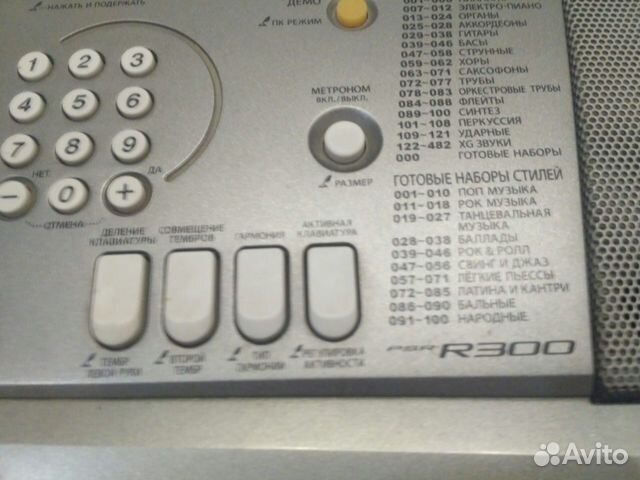 НАЖАТЬ И ПОДЕРЖАТЬ
ДЕМО
ПК РЕЖИМ
1 2 3
4 5 6
7 8 9
НЕТ ДА
− 0 +
ОТМЕНА
МЕТРОНОМ
ВКЛ./ВЫКЛ.
РАЗМЕР
007~012 ЭЛЕКТРО-ПИАНО
013~024 ОРГАНЫ
025~028 АККОРДЕОНЫ
029~038 ГИТАРЫ
039~046 БАСЫ
047~058 СТРУННЫЕ
059~062 ХОРЫ
063~071 САКСОФОНЫ
072~077 ТРУБЫ
078~083 ОРКЕСТРОВЫЕ ТРУБЫ
084~088 ФЛЕЙТЫ
089~100 СИНТЕЗ
101~108 ПЕРКУССИЯ
109~121 УДАРНЫЕ
122~482 XG ЗВУКИ
000 ГОТОВЫЕ НАБОРЫ
ГОТОВЫЕ НАБОРЫ СТИЛЕЙ
001~010 ПОП МУЗЫКА
011~018 РОК МУЗЫКА
019~027 ТАНЦЕВАЛЬНАЯ
МУЗЫКА
028~038 БАЛЛАДЫ
039~046 РОК & РОЛЛ
047~056 СВИНГ И ДЖАЗ
057~071 ЛЁГКИЕ ПЬЕССЫ
072~085 ЛАТИНА И КАНТРИ
086~090 БАЛЬНЫЕ
091~100 НАРОДНЫЕ
ДЕЛЕНИЕ
КЛАВИАТУРЫ
СОВМЕЩЕНИЕ
ТЕМБРОВ
ГАРМОНИЯ
АКТИВНАЯ
КЛАВИАТУРА
ТЕМБР
ЛЕВОЙ РУКИ
ВТОРОЙ
ТЕМБР
ТИП
ГАРМОНИИ
РЕГУЛИРОВКА
АКТИВНОСТИ
PSR R300
Avito